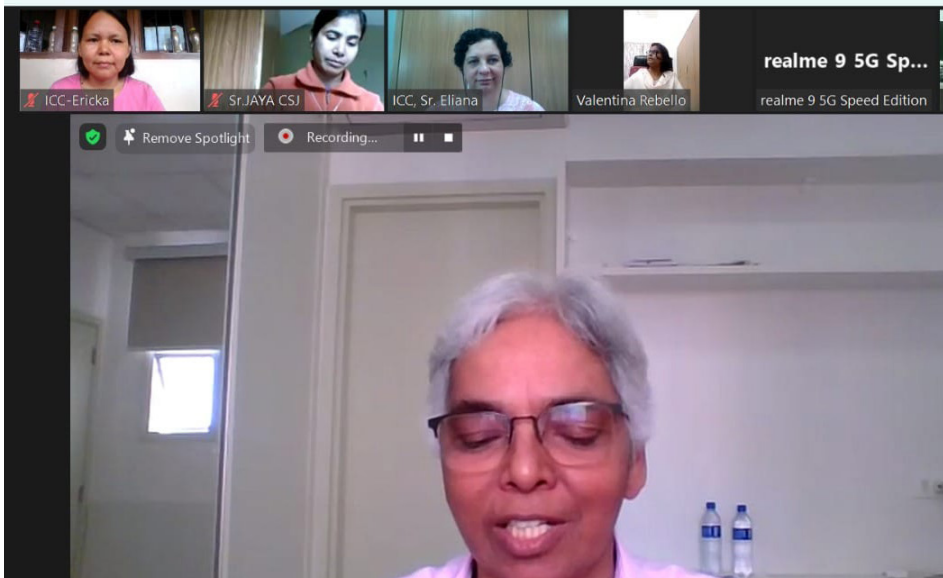 ICC-Ericka
Sr.JAYA CSJ
ICC, Sr. Eliana
Valentina Rebello
realme 9 5G Sp...
realme 9 5G Speed Edition
Remove Spotlight
Recording...